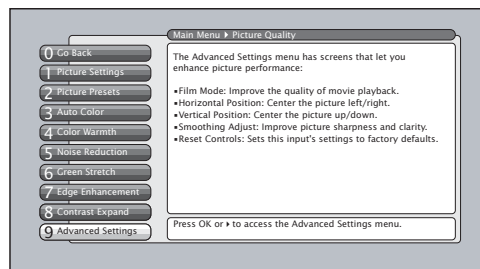 Main Menu ▸ Picture Quality
0 Go Back
1 Picture Settings
2 Picture Presets
3 Auto Color
4 Color Warmth
5 Noise Reduction
6 Green Stretch
7 Edge Enhancement
8 Contrast Expand
9 Advanced Settings
The Advanced Settings menu has screens that let you
enhance picture performance:
▪Film Mode: Improve the quality of movie playback.
▪Horizontal Position: Center the picture left/right.
▪Vertical Position: Center the picture up/down.
▪Smoothing Adjust: Improve picture sharpness and clarity.
▪Reset Controls: Sets this input's settings to factory defaults.
Press OK or ▸ to access the Advanced Settings menu.